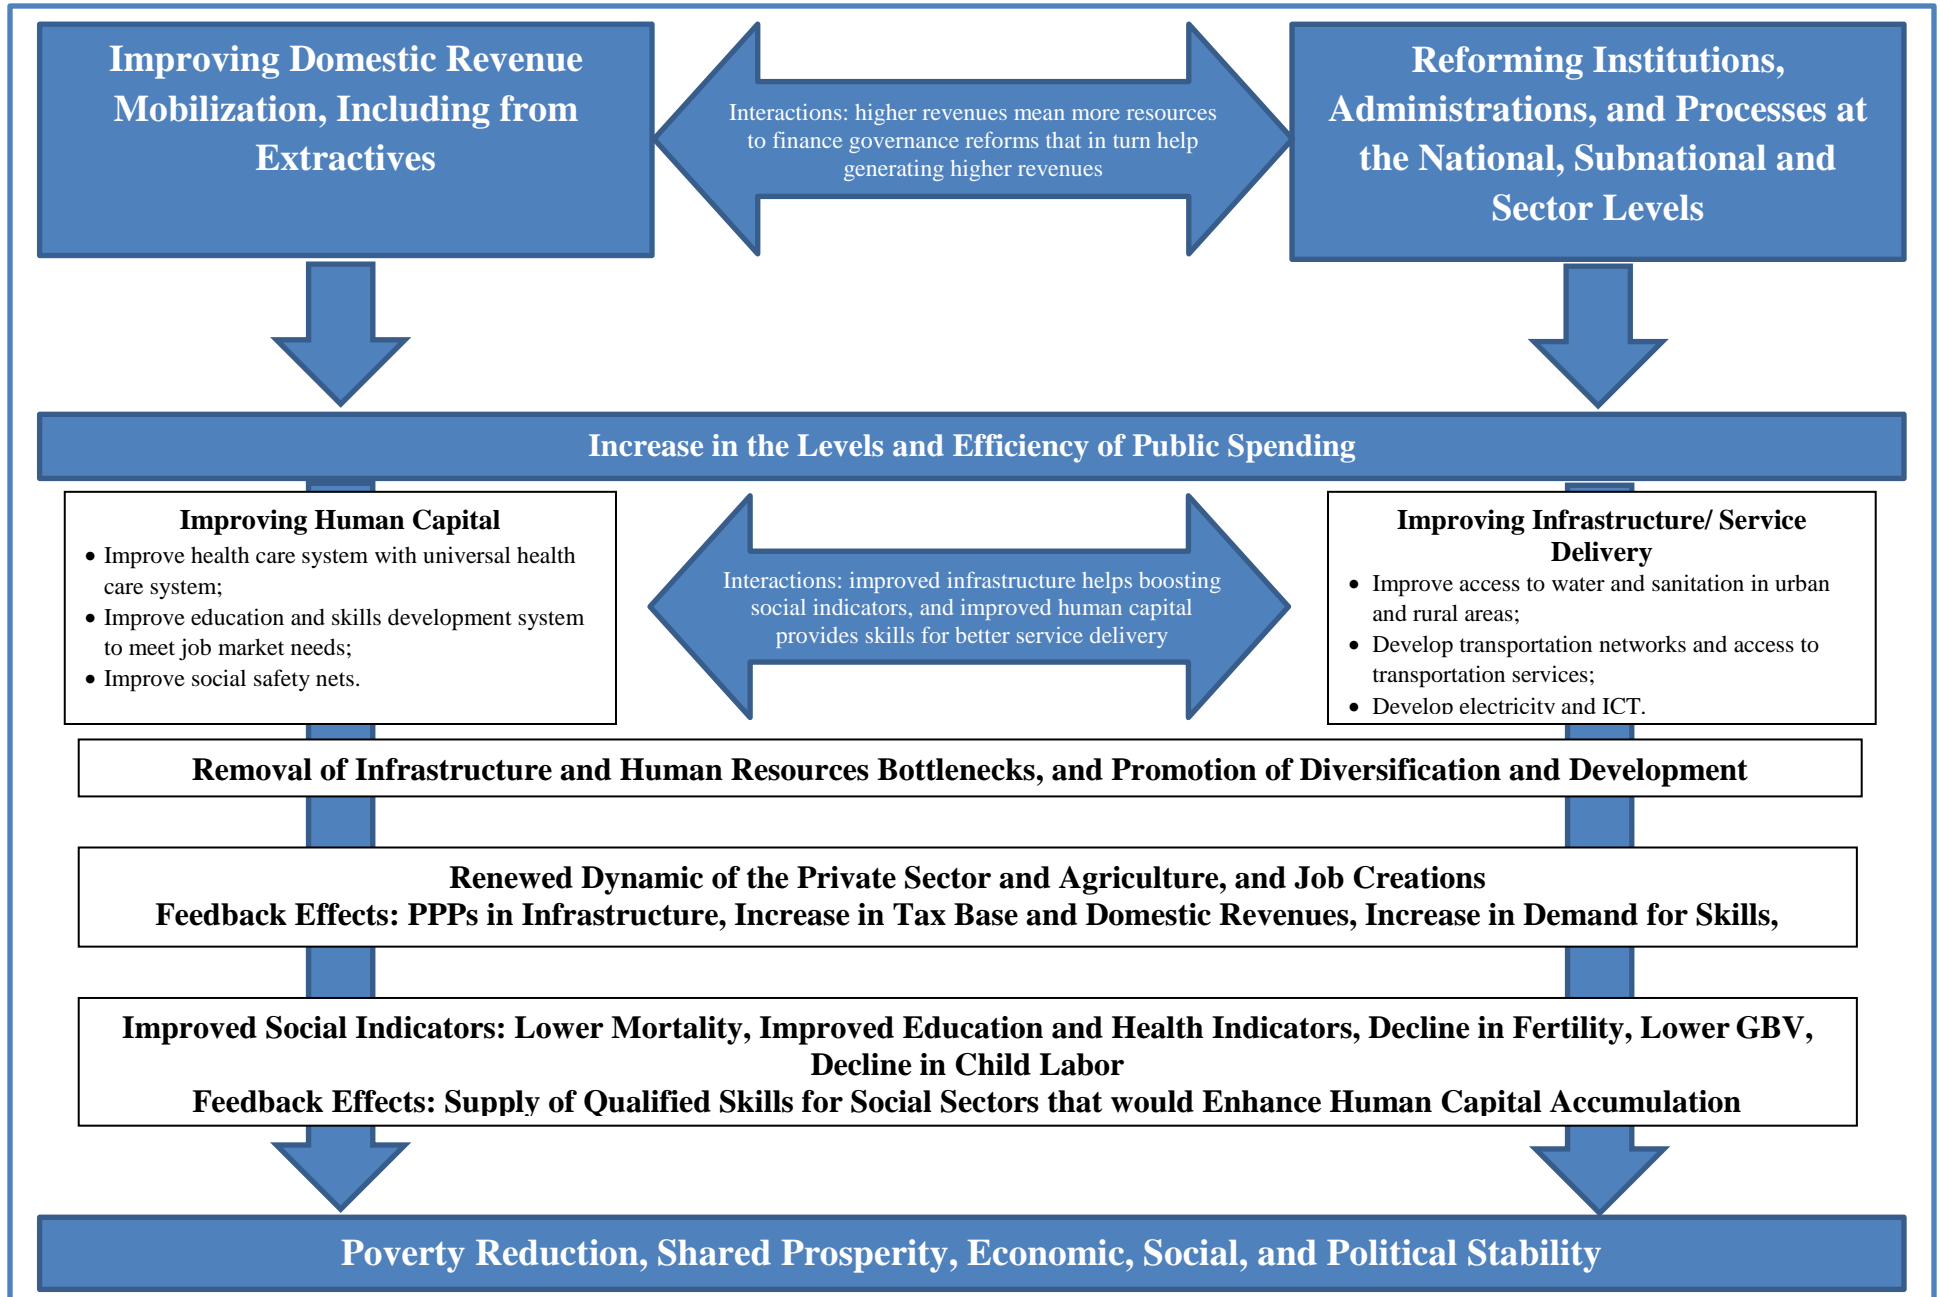 Improving Domestic Revenue
Mobilization, Including from
Extractives
Interactions: higher revenues mean more resources
to finance governance reforms that in turn help
generating higher revenues
Reforming Institutions,
Administrations, and Processes at
the National, Subnational and
Sector Levels
Increase in the Levels and Efficiency of Public Spending
Improving Human Capital
• Improve health care system with universal health
care system;
• Improve education and skills development system
to meet job market needs;
• Improve social safety nets.
Interactions: improved infrastructure helps boosting
social indicators, and improved human capital
provides skills for better service delivery
Improving Infrastructure/ Service
Delivery
• Improve access to water and sanitation in urban
and rural areas;
• Develop transportation networks and access to
transportation services;
• Develop electricity and ICT.
Removal of Infrastructure and Human Resources Bottlenecks, and Promotion of Diversification and Development
Renewed Dynamic of the Private Sector and Agriculture, and Job Creations
Feedback Effects: PPPs in Infrastructure, Increase in Tax Base and Domestic Revenues, Increase in Demand for Skills,
Improved Social Indicators: Lower Mortality, Improved Education and Health Indicators, Decline in Fertility, Lower GBV,
Decline in Child Labor
Feedback Effects: Supply of Qualified Skills for Social Sectors that would Enhance Human Capital Accumulation
Poverty Reduction, Shared Prosperity, Economic, Social, and Political Stability